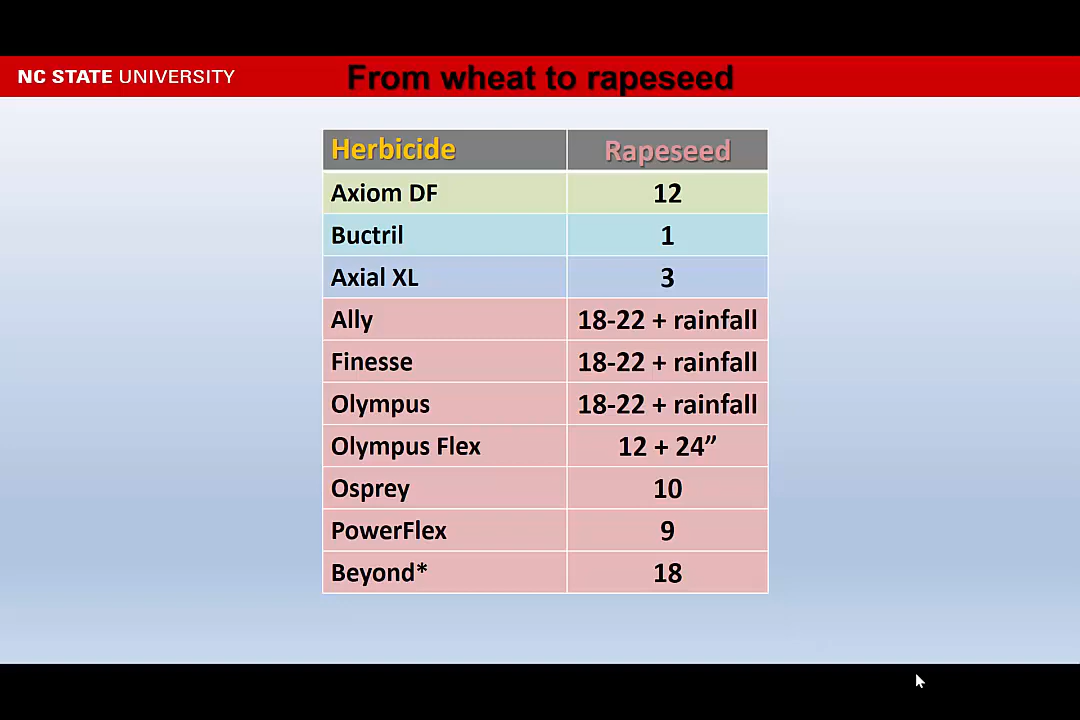 NC STATE UNIVERSITY
From wheat to rapeseed
Herbicide Rapeseed
Axiom DF 12
Buctril 1
Axial XL 3
Ally 18-22 + rainfall
Finesse 18-22 + rainfall
Olympus 18-22 + rainfall
Olympus Flex 12 + 24”
Osprey 10
PowerFlex 9
Beyond* 18